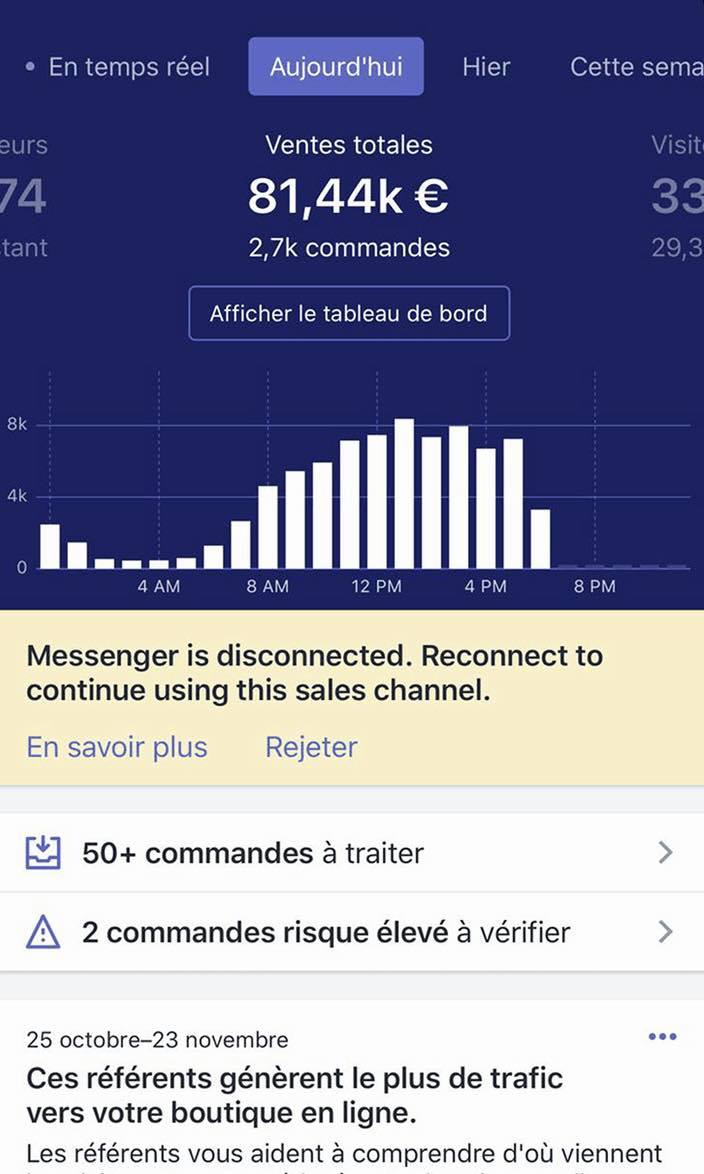 • En temps réel Aujourd'hui Hier Cette sema
eurs Ventes totales Visit
74 81,44k € 33
stant 2,7k commandes 29,3
Afficher le tableau de bord
8k
4k
0
4 AM 8 AM 12 PM 4 PM 8 PM
Messenger is disconnected. Reconnect to
continue using this sales channel.
En savoir plus Rejeter
50+ commandes à traiter
2 commandes risque élevé à vérifier
25 octobre–23 novembre
Ces référents génèrent le plus de trafic
vers votre boutique en ligne.
Les référents vous aident à comprendre d'où viennent